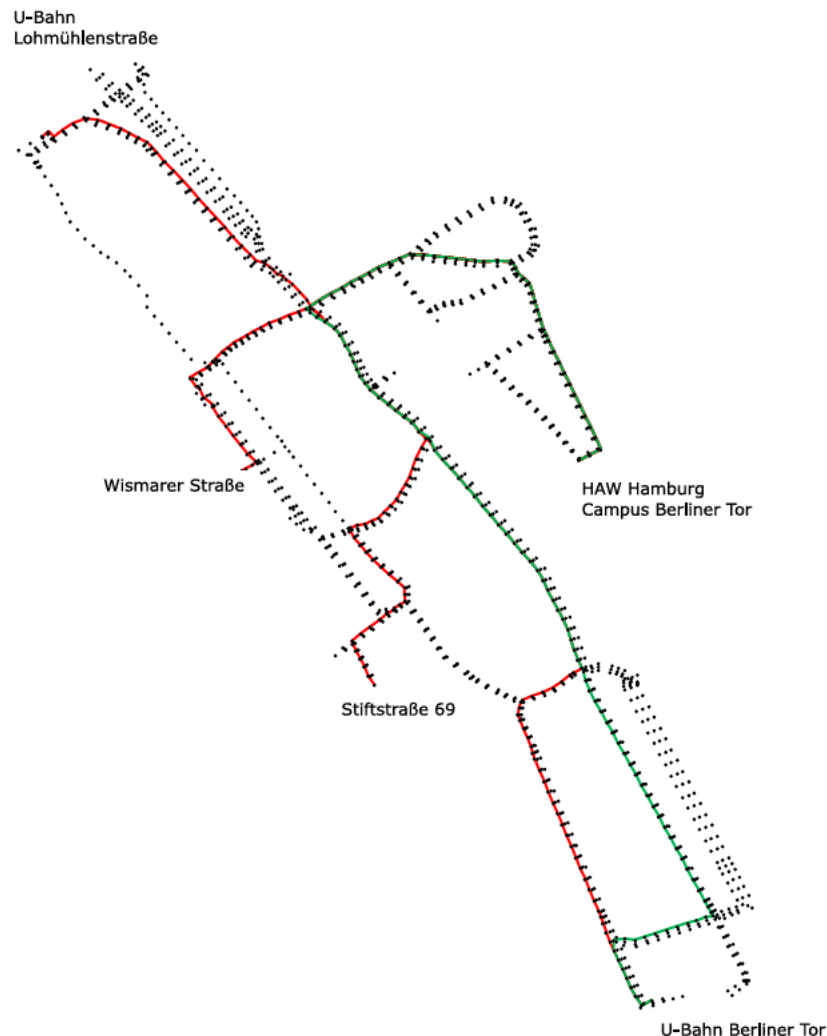 U-Bahn
Lohmühlenstraße
Wismarer Straße
HAW Hamburg
Campus Berliner Tor
Stiftstraße 69
U-Bahn Berliner Tor